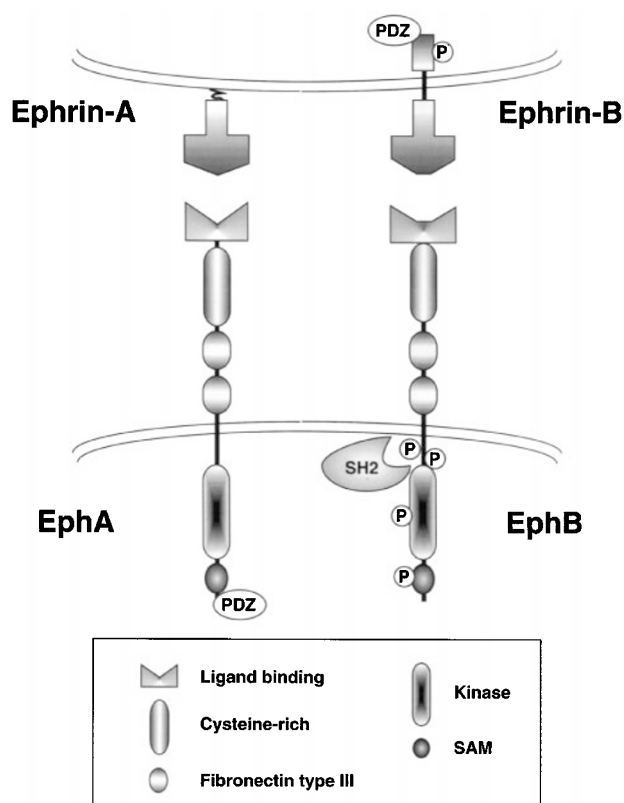 PDZ
P
Ephrin-A
Ephrin-B
P
P
SH2
P
EphA
EphB
P
PDZ
Ligand binding
Kinase
Cysteine-rich
SAM
Fibronectin type III